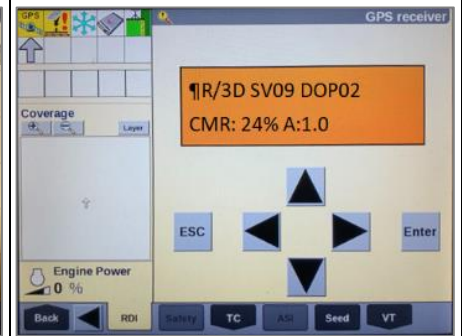 GPS
GPS receiver
¶R/3D SV09 DOP02
CMR: 24% A:1.0
Coverage
Layer
ESC
Enter
Engine Power
0 %
Back
RDI
Safety
TC
ASI
Seed
VT